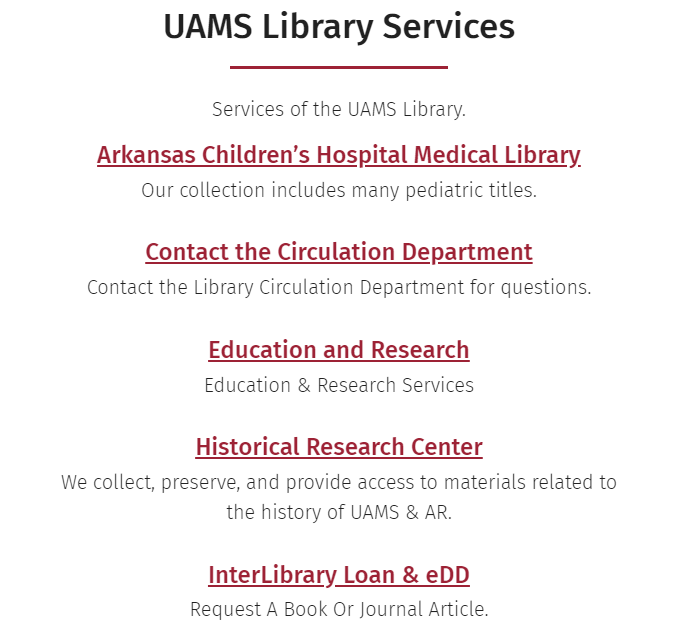 UAMS Library Services
Services of the UAMS Library.
Arkansas Children’s Hospital Medical Library
Our collection includes many pediatric titles.
Contact the Circulation Department
Contact the Library Circulation Department for questions.
Education and Research
Education & Research Services
Historical Research Center
We collect, preserve, and provide access to materials related to
the history of UAMS & AR.
InterLibrary Loan & eDD
Request A Book Or Journal Article.